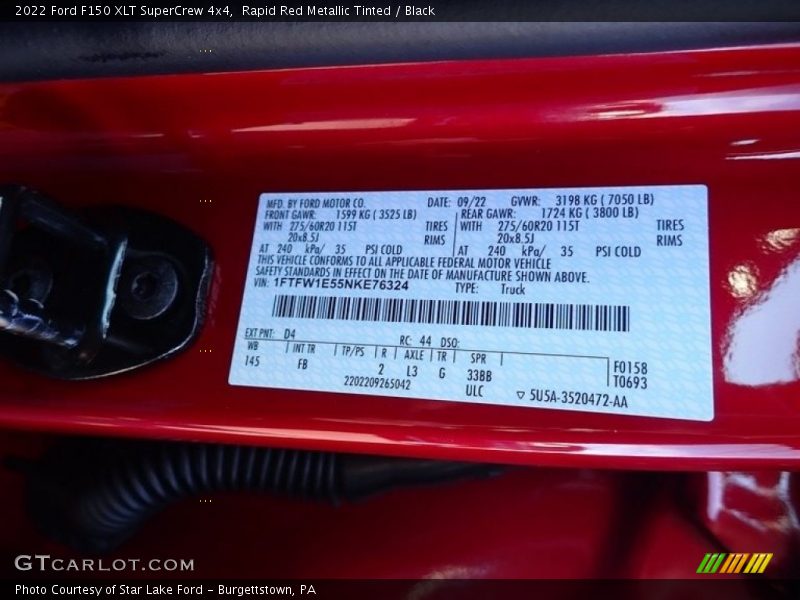 2022 Ford F150 XLT SuperCrew 4x4, Rapid Red Metallic Tinted / Black
MFD. BY FORD MOTOR CO. DATE: 09/22 GVWR: 3198 KG ( 7050 LB)
FRONT GAWR: 1599 KG ( 3525 LB) REAR GAWR: 1724 KG ( 3800 LB)
WITH 275/60R20 115T TIRES WITH 275/60R20 115T TIRES
20x8.5J RIMS 20x8.5J RIMS
AT 240 kPa/ 35 PSI COLD AT 240 kPa/ 35 PSI COLD
THIS VEHICLE CONFORMS TO ALL APPLICABLE FEDERAL MOTOR VEHICLE
SAFETY STANDARDS IN EFFECT ON THE DATE OF MANUFACTURE SHOWN ABOVE.
VIN: 1FTFW1E55NKE76324 TYPE: Truck
EXT PNT: D4 RC: 44 DSO:
WB INT TR TP/PS R AXLE TR SPR F0158
145 FB 2 L3 G 33BB T0693
2202209265042 ULC ▽ 5U5A-3520472-AA
GTCARLOT.COM
Photo Courtesy of Star Lake Ford - Burgettstown, PA